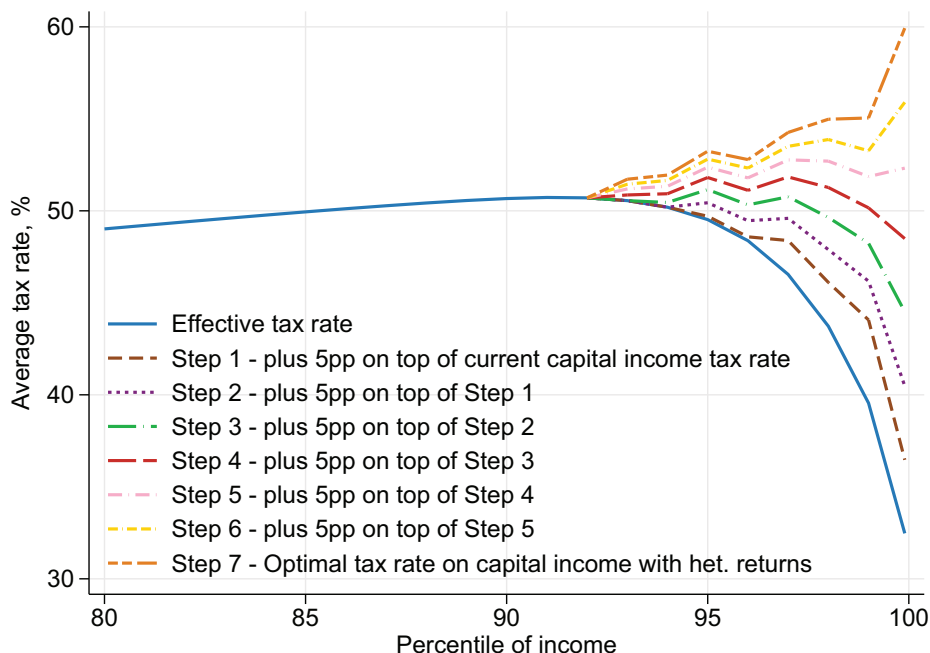 60
50
40
30
Average tax rate, %
Effective tax rate
Step 1 - plus 5pp on top of current capital income tax rate
Step 2 - plus 5pp on top of Step 1
Step 3 - plus 5pp on top of Step 2
Step 4 - plus 5pp on top of Step 3
Step 5 - plus 5pp on top of Step 4
Step 6 - plus 5pp on top of Step 5
Step 7 - Optimal tax rate on capital income with het. returns
80 85 90 95 100
Percentile of income